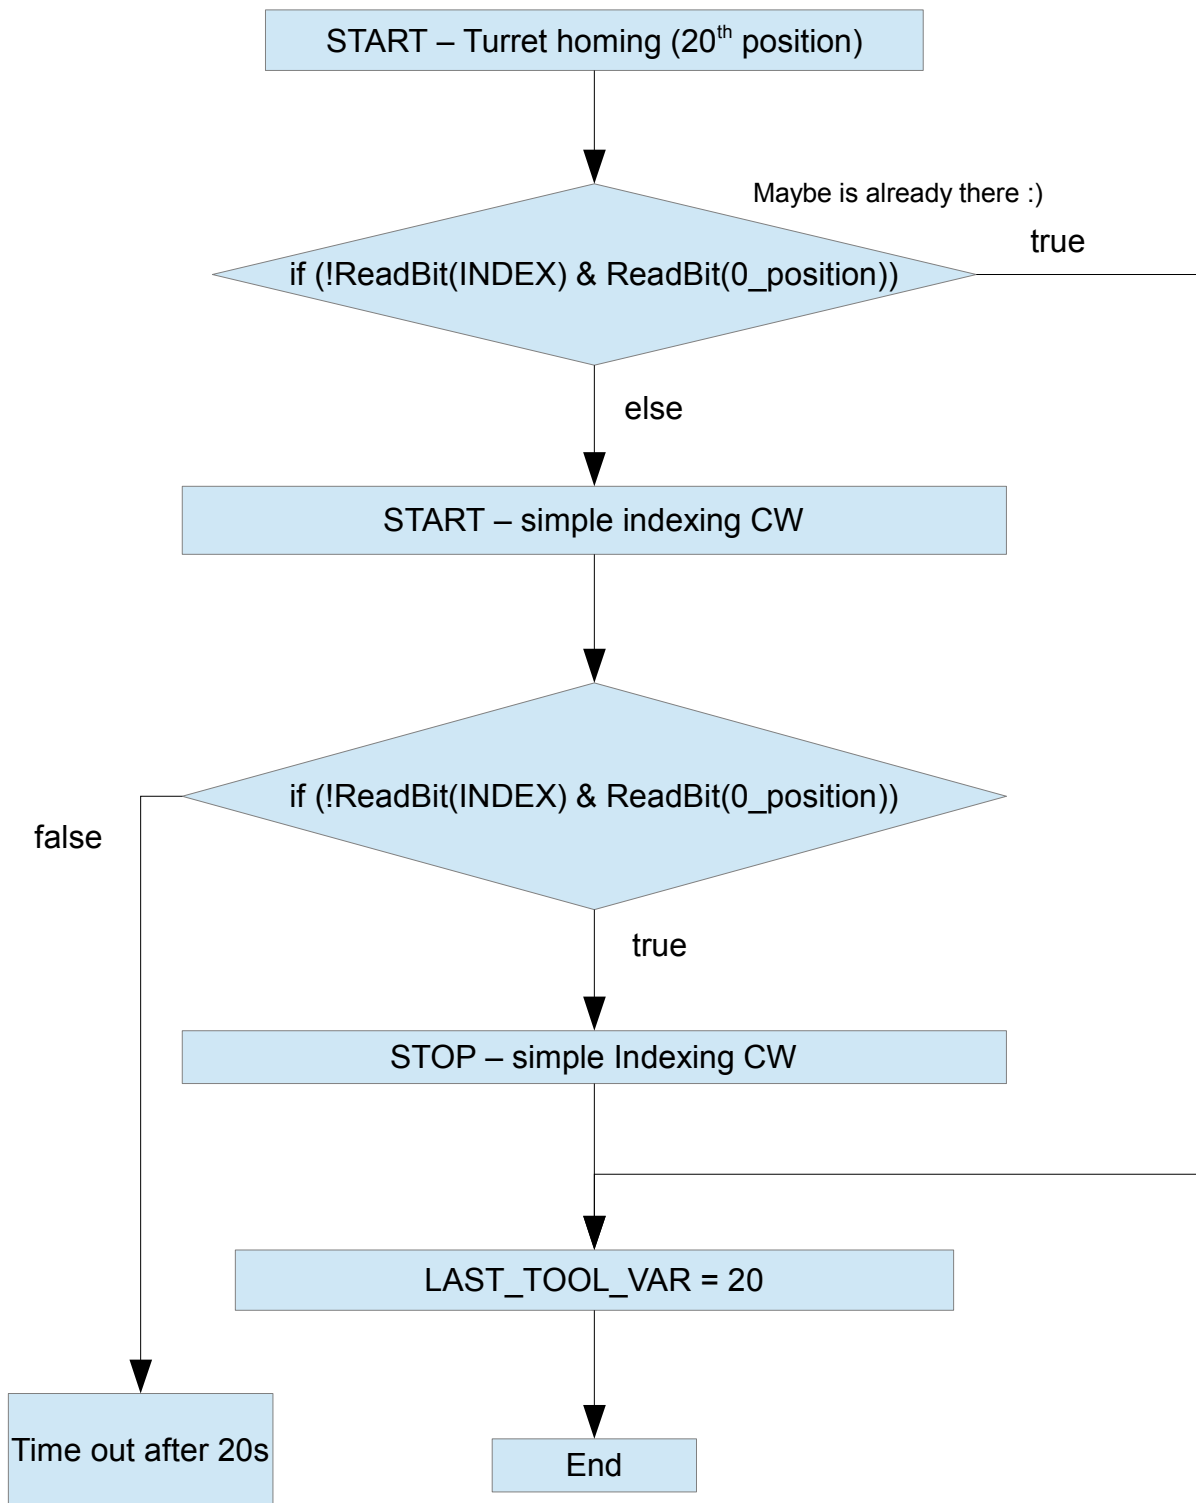 START – Turret homing (20th position)
Maybe is already there :)
true
if (!ReadBit(INDEX) & ReadBit(0_position))
else
START – simple indexing CW
if (!ReadBit(INDEX) & ReadBit(0_position))
false
true
STOP – simple Indexing CW
LAST_TOOL_VAR = 20
Time out after 20s
End